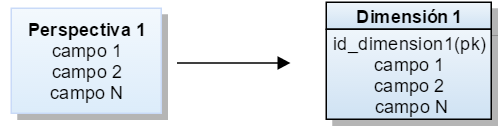 Perspectiva 1
campo 1
campo 2
campo N
Dimensión 1
id_dimension1(pk)
campo 1
campo 2
campo N